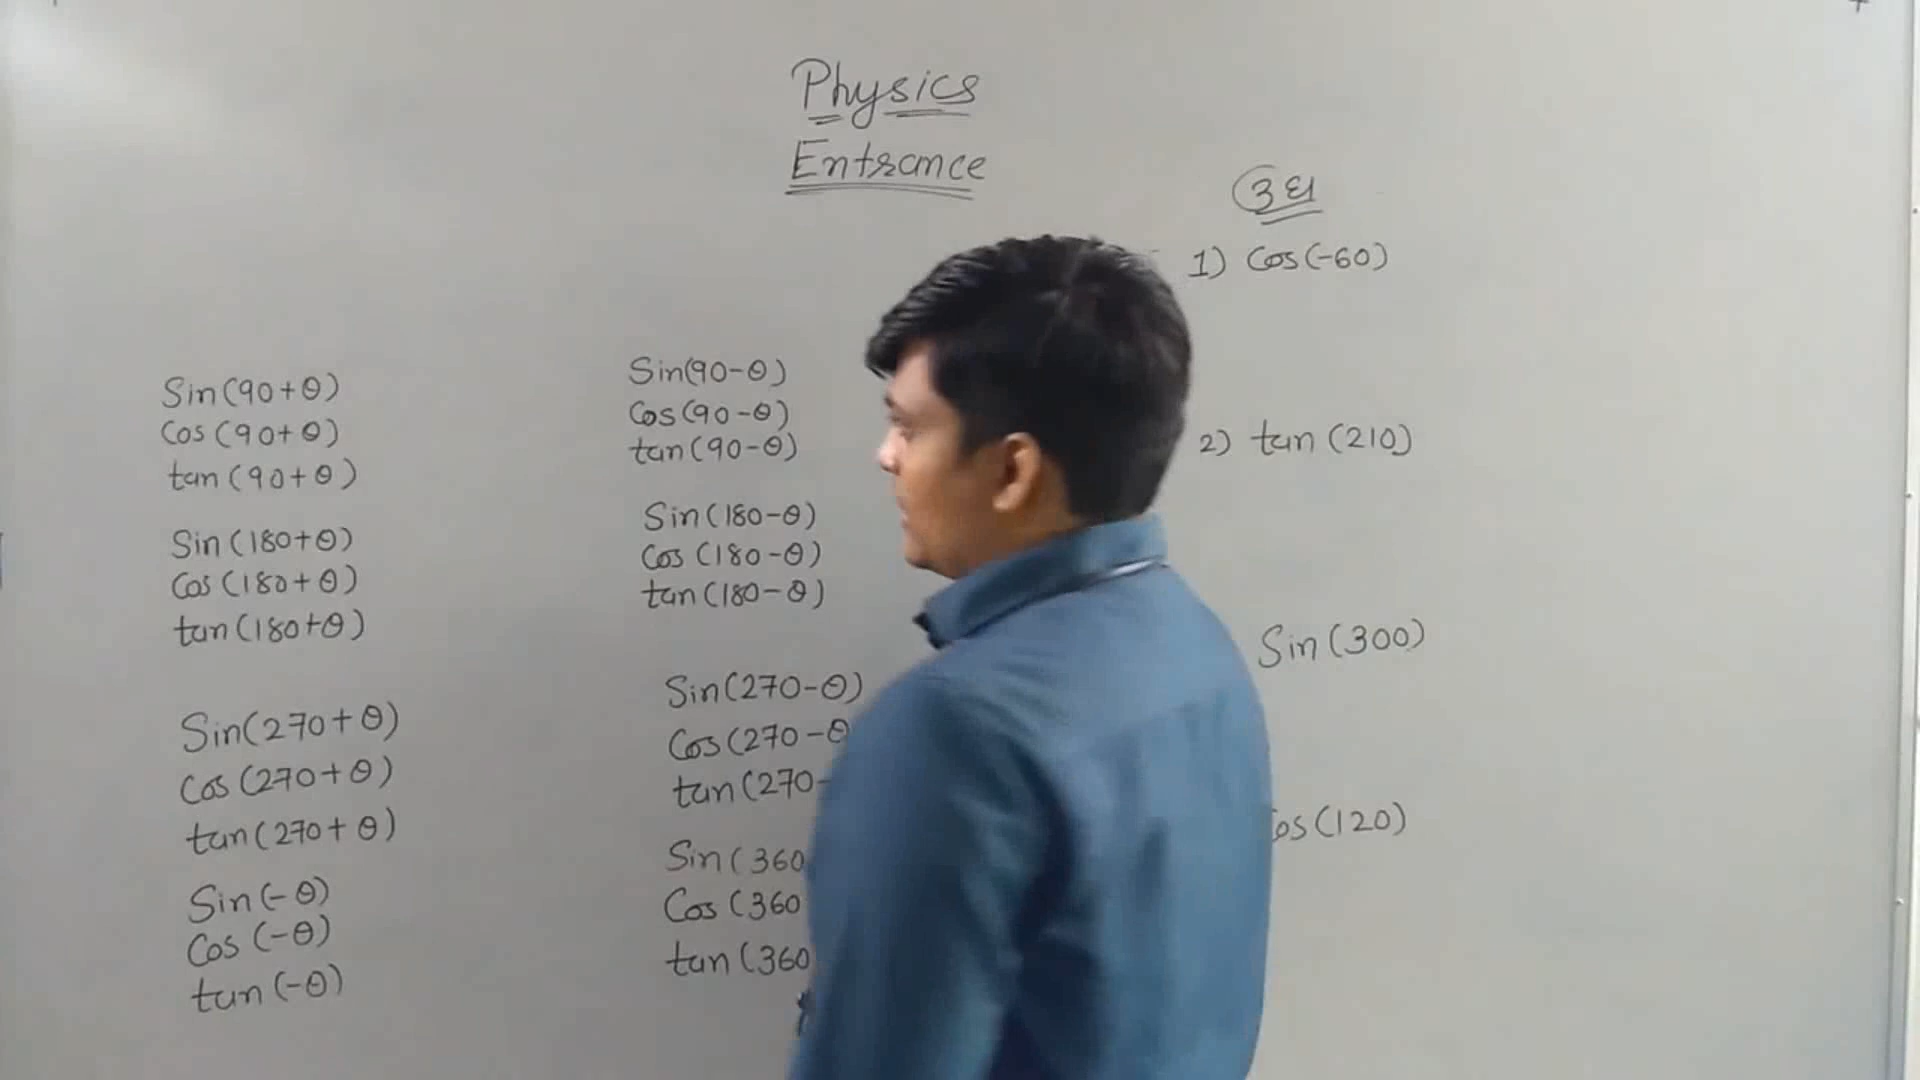 Physics
Entrance
Sin(90+θ)
Cos(90+θ)
tan(90+θ)
Sin(180+θ)
Cos(180+θ)
tan(180+θ)
Sin(270+θ)
Cos(270+θ)
tan(270+θ)
Sin(-θ)
Cos(-θ)
tan(-θ)
Sin(90-θ)
Cos(90-θ)
tan(90-θ)
Sin(180-θ)
Cos(180-θ)
tan(180-θ)
Sin(270-θ)
Cos(270-θ
tan(270-
Sin(360
Cos(360
tan(360
1) Cos(-60)
2) tan(210)
Sin(300)
os(120)